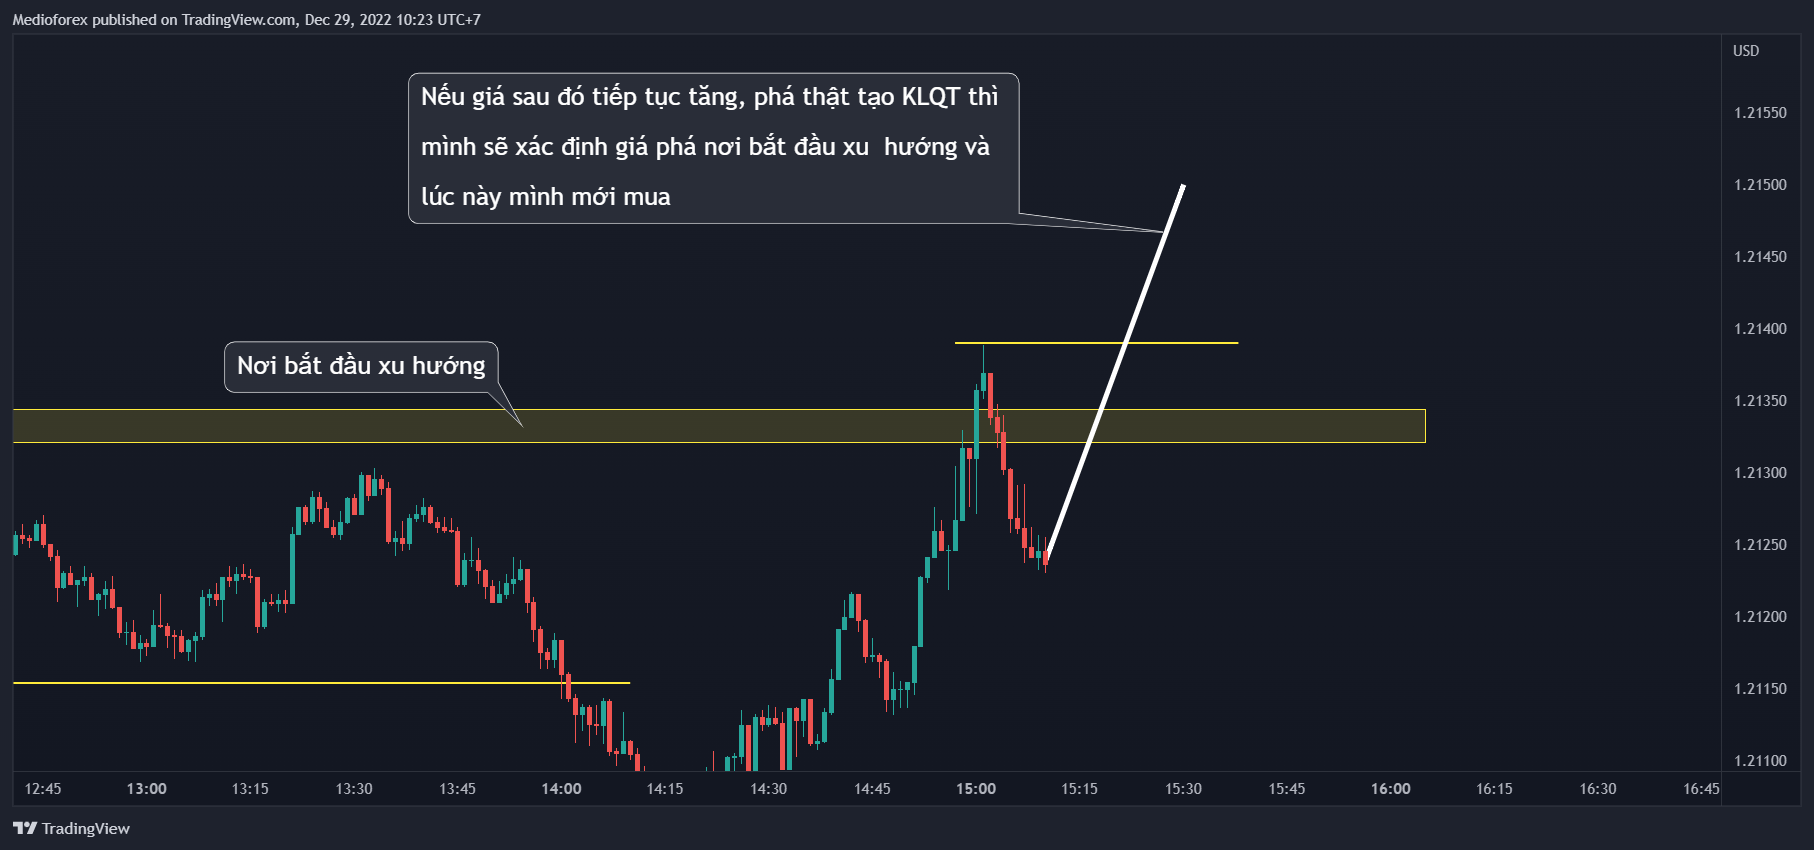 Medioforex published on TradingView.com, Dec 29, 2022 10:23 UTC+7
USD
Nếu giá sau đó tiếp tục tăng, phá thật tạo KLQT thì
mình sẽ xác định giá phá nơi bắt đầu xu hướng và
lúc này mình mới mua
Nơi bắt đầu xu hướng
1.21550
1.21500
1.21450
1.21400
1.21350
1.21300
1.21250
1.21200
1.21150
1.21100
12:45 13:00 13:15 13:30 13:45 14:00 14:15 14:30 14:45 15:00 15:15 15:30 15:45 16:00 16:15 16:30 16:45
TradingView